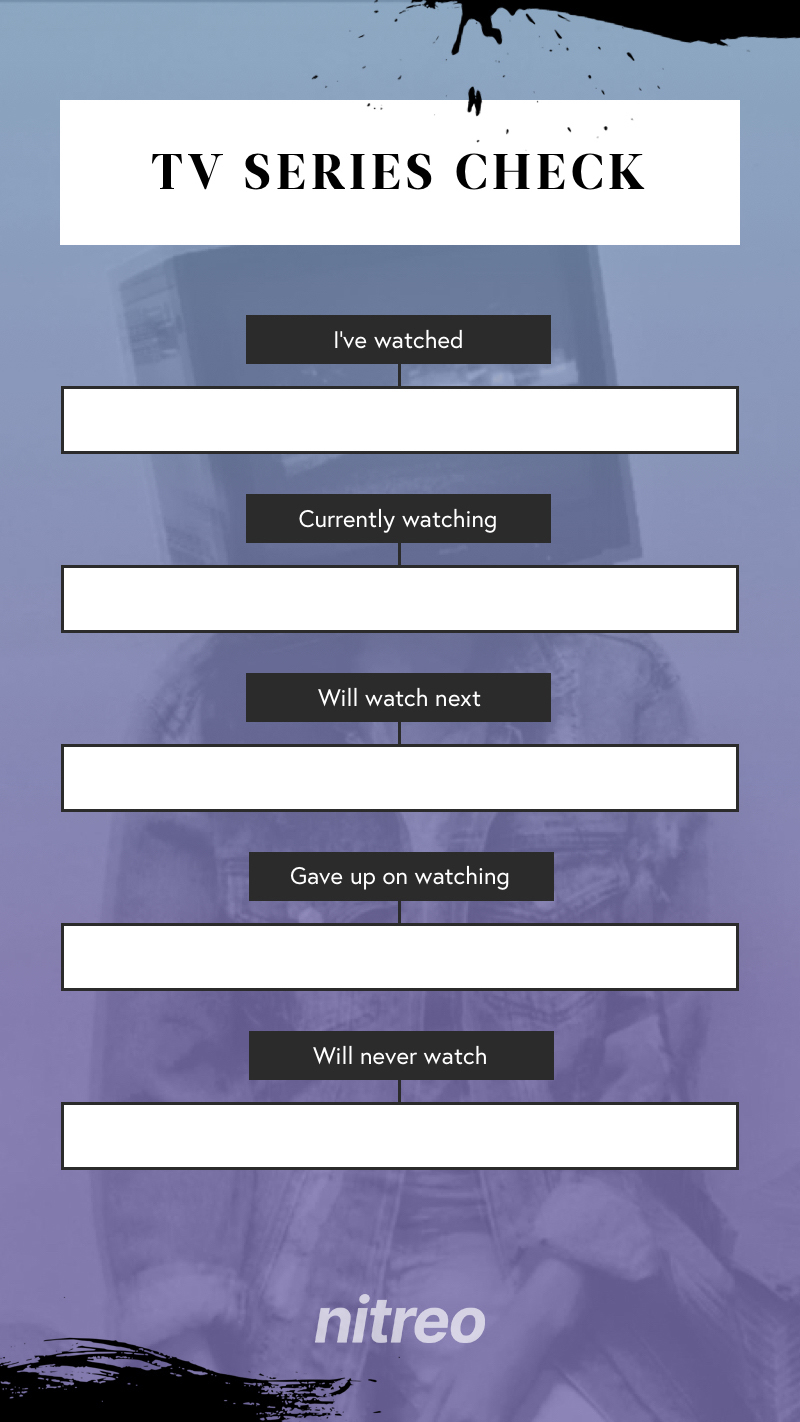 TV SERIES CHECK
I've watched
Currently watching
Will watch next
Gave up on watching
Will never watch
nitreo